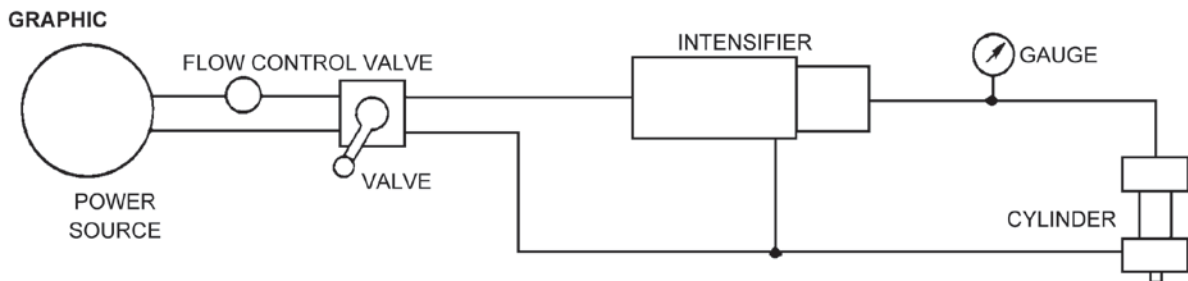 GRAPHIC
FLOW CONTROL VALVE
INTENSIFIER
GAUGE
VALVE
POWER
SOURCE
CYLINDER